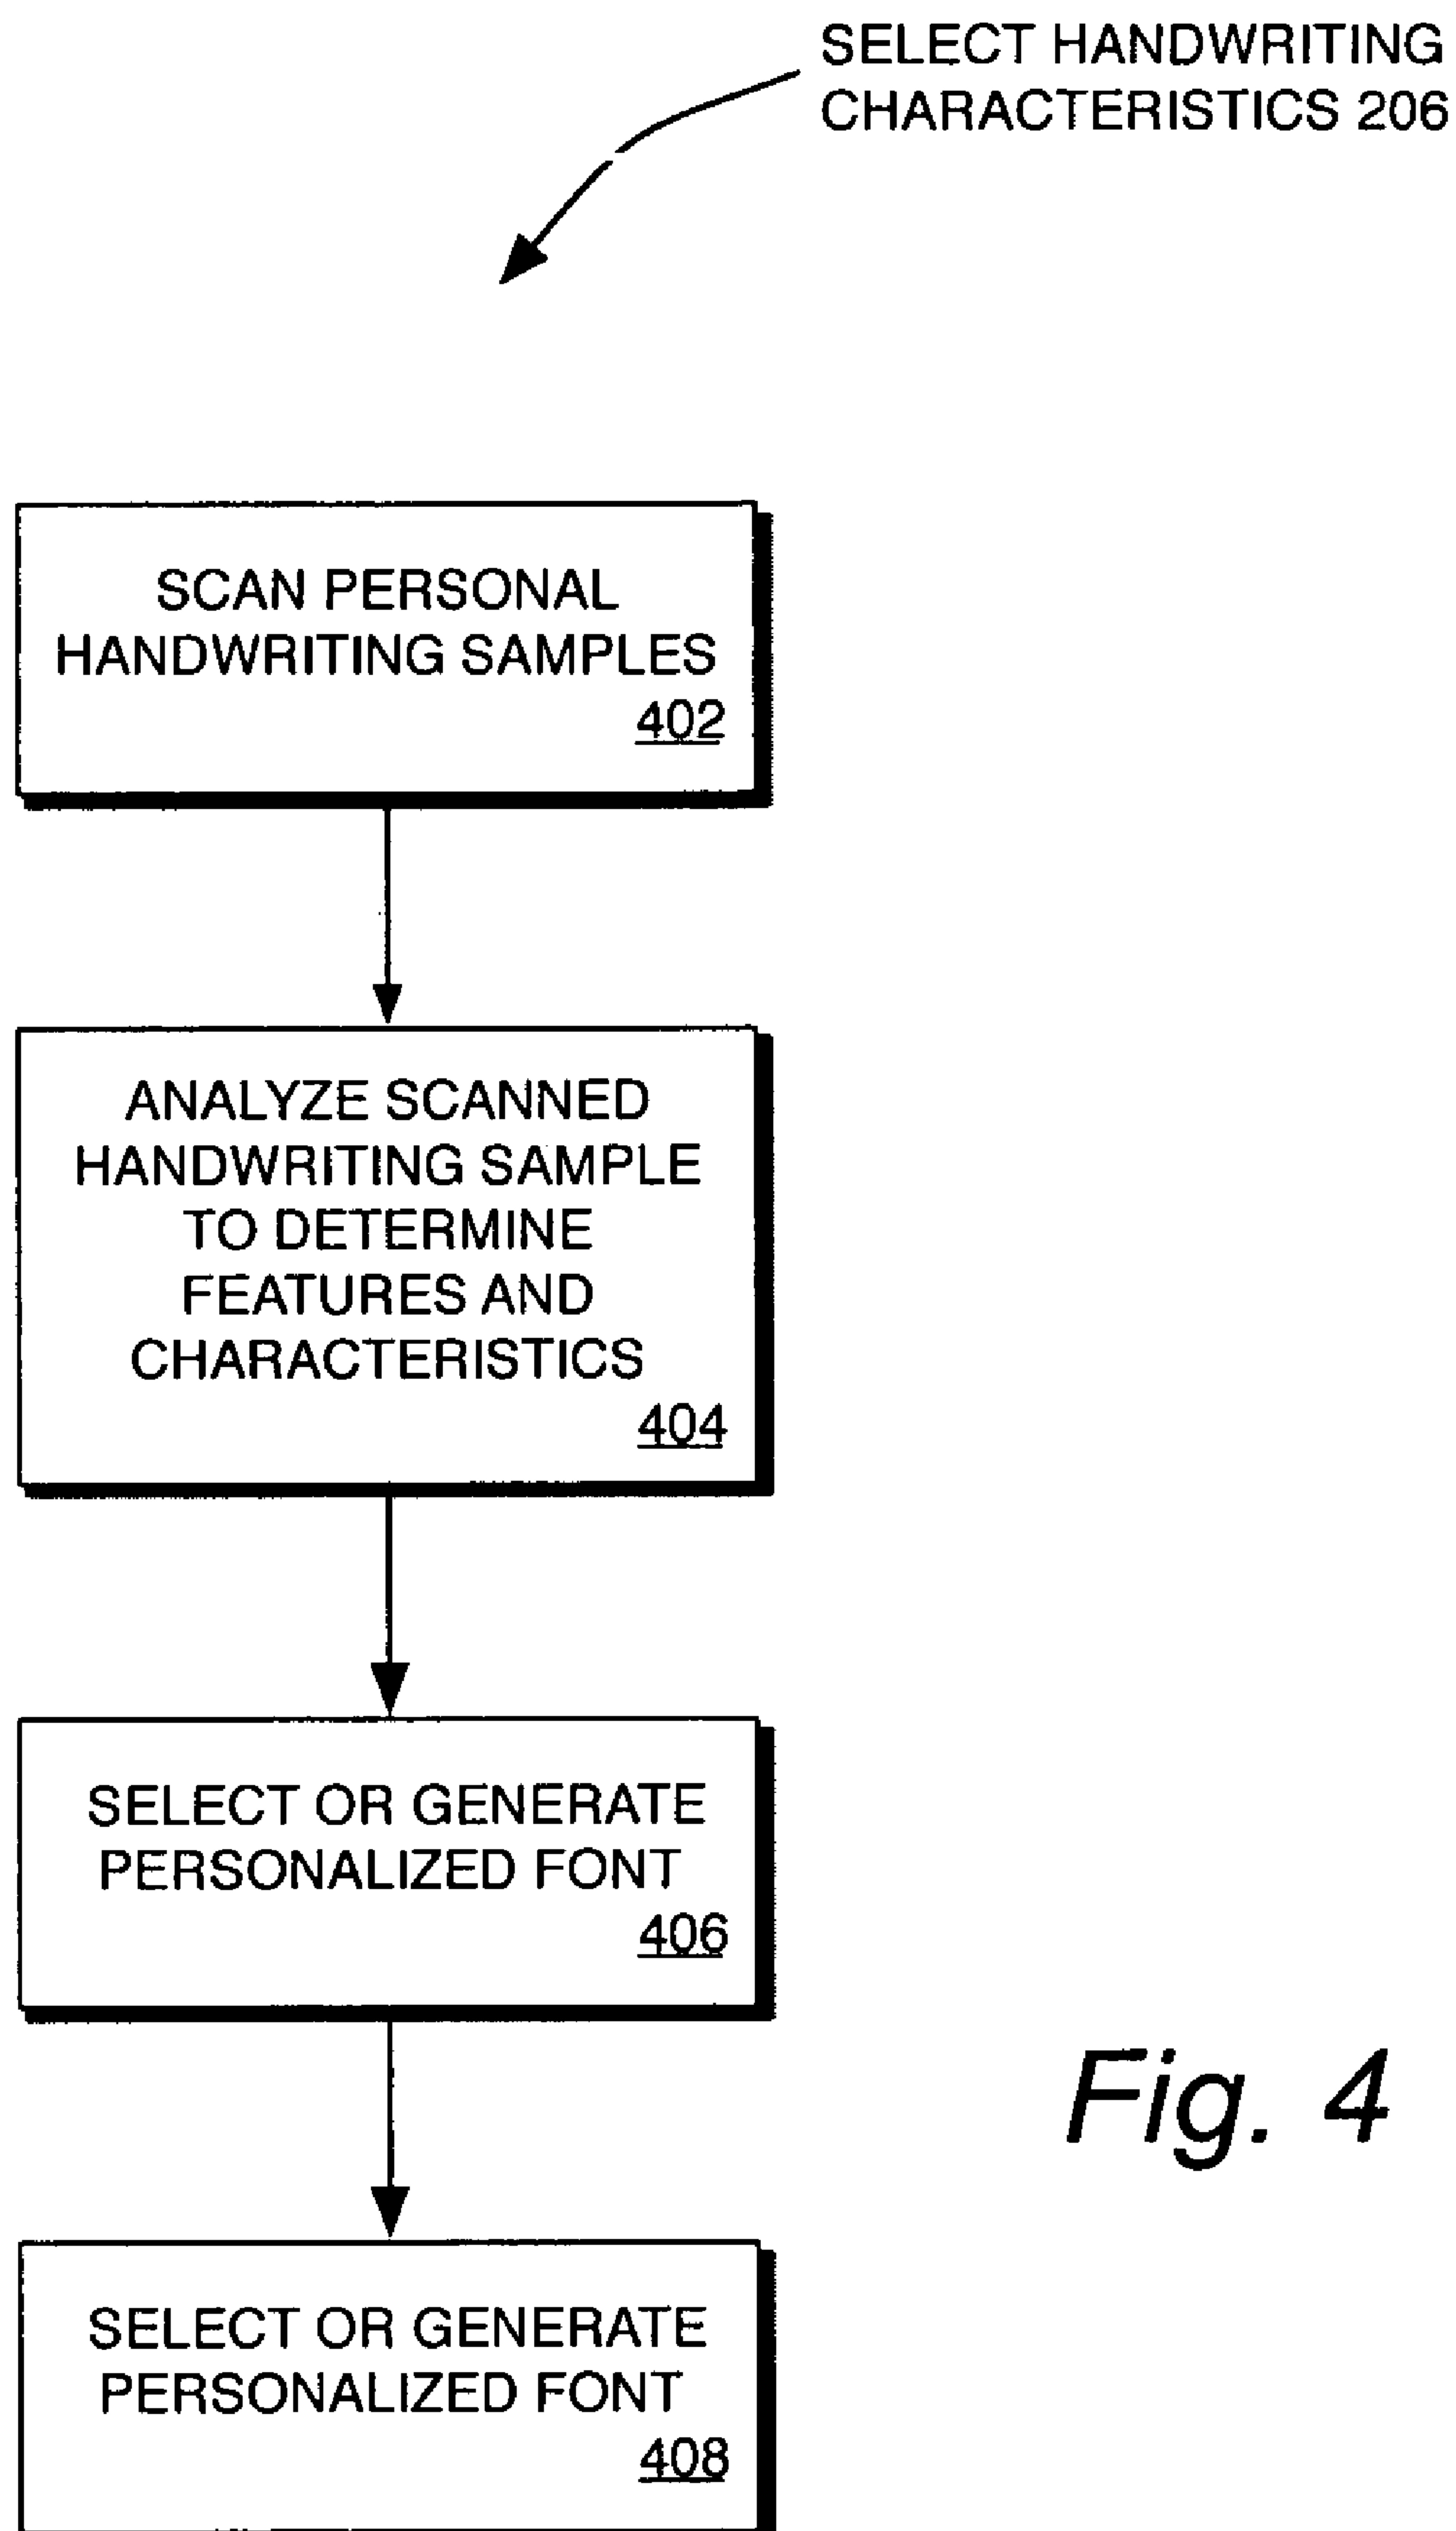 SELECT HANDWRITING
CHARACTERISTICS 206
SCAN PERSONAL
HANDWRITING SAMPLES
402
ANALYZE SCANNED
HANDWRITING SAMPLE
TO DETERMINE
FEATURES AND
CHARACTERISTICS
404
SELECT OR GENERATE
PERSONALIZED FONT
406
Fig. 4
SELECT OR GENERATE
PERSONALIZED FONT
408